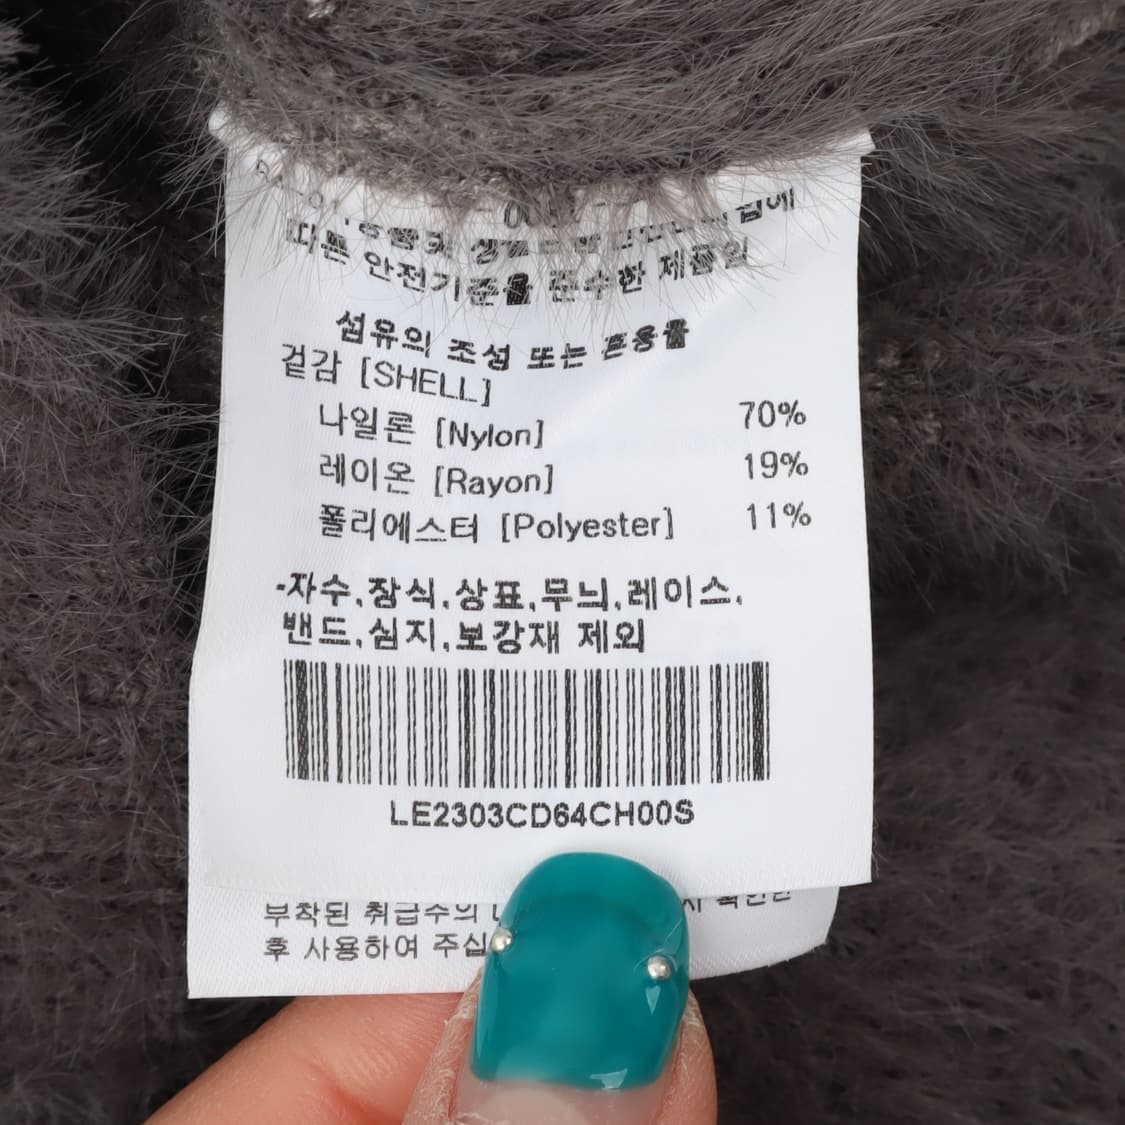 따른 안전기준을 준수한 제품임
섬유의 조성 또는 혼용률
겉감 [SHELL]
나일론 [Nylon] 70%
레이온 [Rayon] 19%
폴리에스터 [Polyester] 11%
-자수,장식,상표,무늬,레이스,
밴드,심지,보강재 제외
LE2303CD64CH00S
부착된 취급주의
후 사용하여 주십